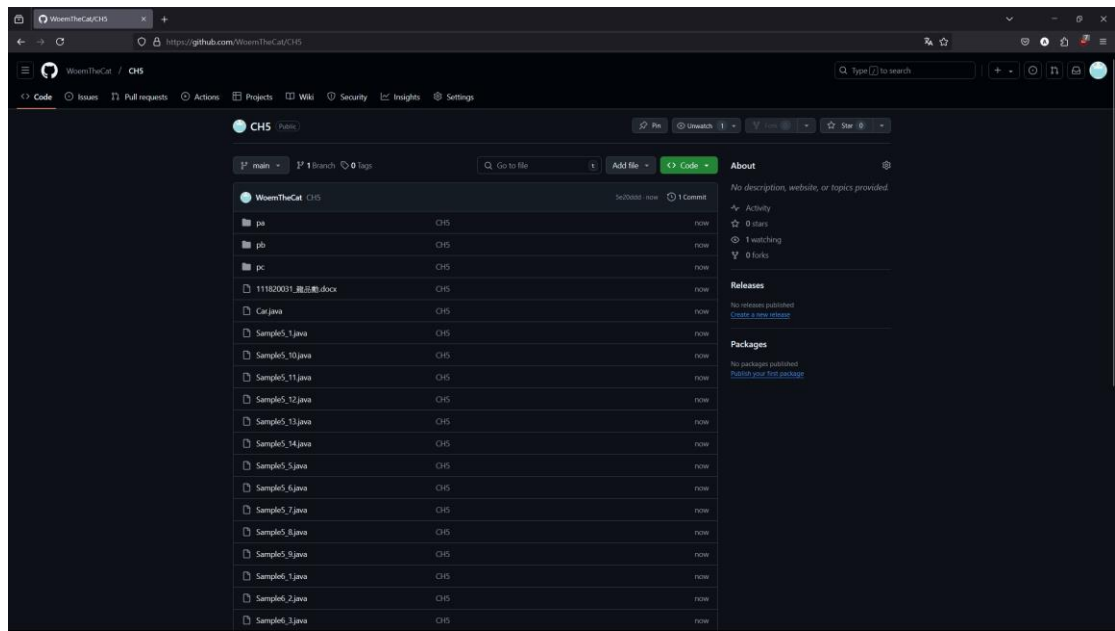 WoemTheCat/CH5
https://github.com/WoemTheCat/CH5
WoemTheCat / CH5
Type / to search
Code Issues Pull requests Actions Projects Wiki Security Insights Settings
CH5 Public
Pin Unwatch 1 Fork 0 Star 0
main 1 Branch 0 Tags Go to file t Add file Code
WoemTheCat CH5 5e20ddd now 1 Commit
pa CH5 now
pb CH5 now
pc CH5 now
111820031_.docx CH5 now
Car.java CH5 now
Sample5_1.java CH5 now
Sample5_10.java CH5 now
Sample5_11.java CH5 now
Sample5_12.java CH5 now
Sample5_13.java CH5 now
Sample5_14.java CH5 now
Sample5_5.java CH5 now
Sample5_6.java CH5 now
Sample5_7.java CH5 now
Sample5_8.java CH5 now
Sample5_9.java CH5 now
Sample6_1.java CH5 now
Sample6_2.java CH5 now
Sample6_3.java CH5 now
About
No description, website, or topics provided.
Activity
0 stars
1 watching
0 forks
Releases
No releases published
Create a new release
Packages
No packages published
Publish your first package